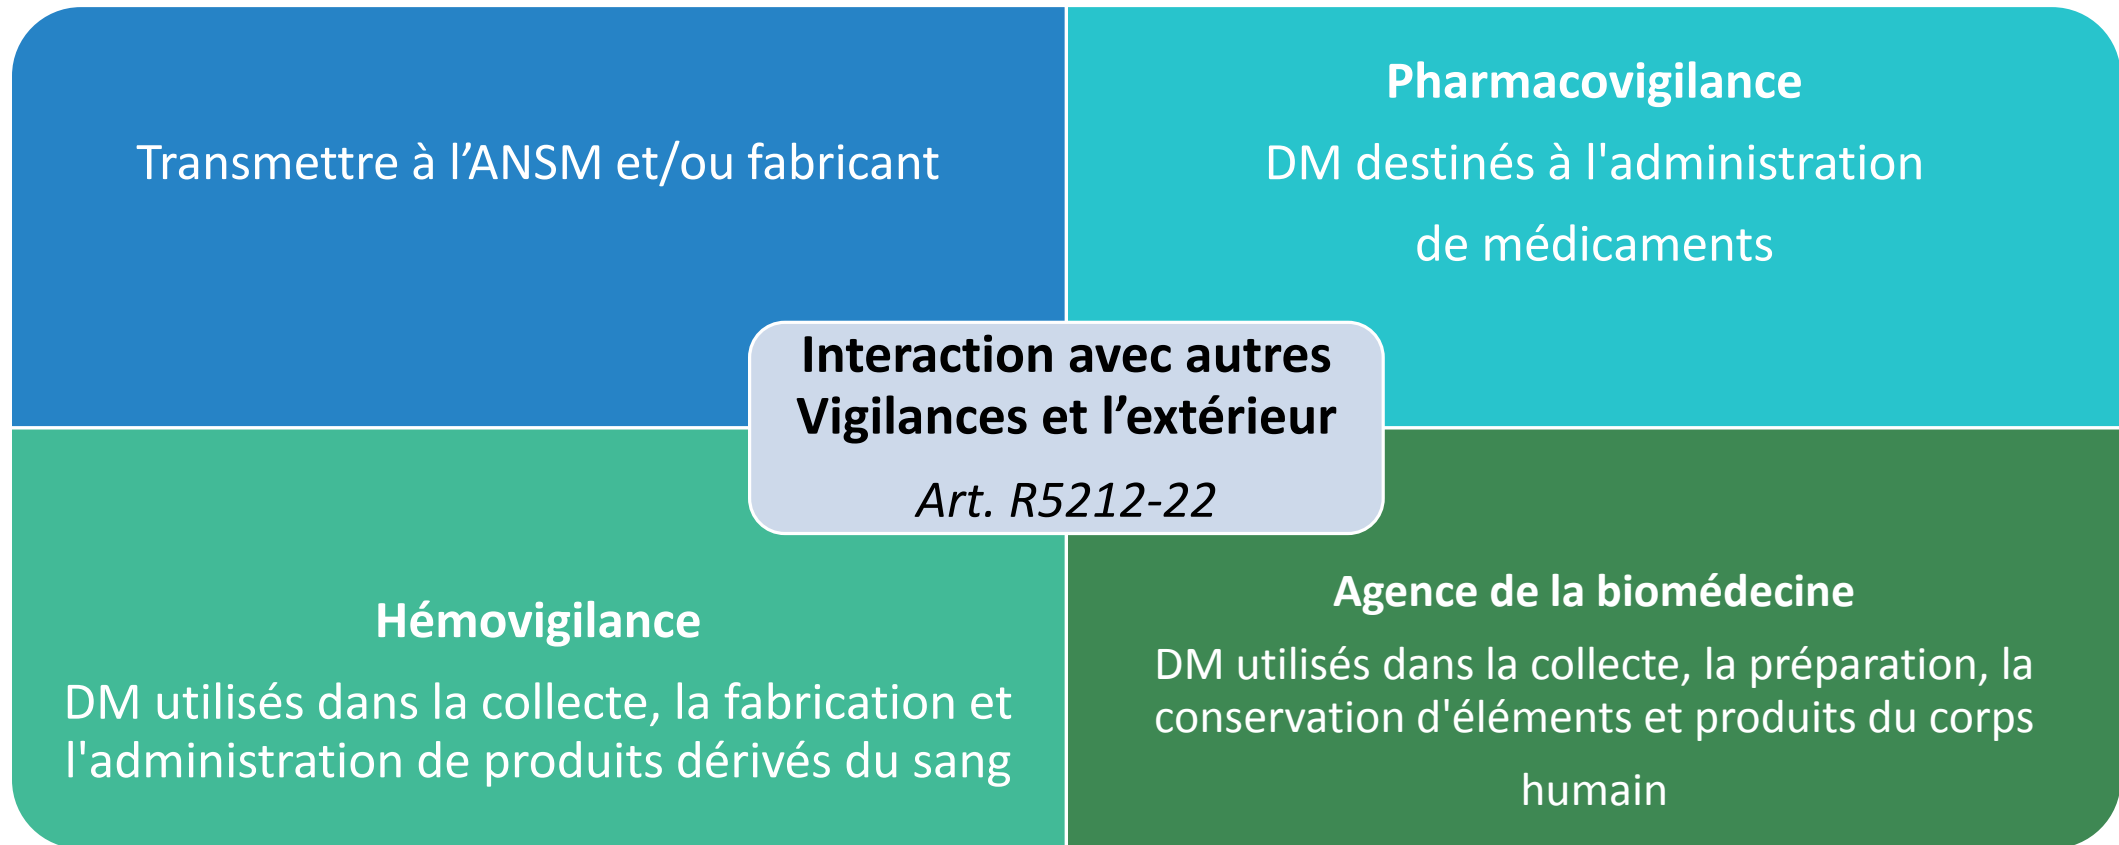 Transmettre à l’ANSM et/ou fabricant
Pharmacovigilance
DM destinés à l'administration
de médicaments
Interaction avec autres
Vigilances et l’extérieur
Art. R5212-22
Hémovigilance
DM utilisés dans la collecte, la fabrication et
l'administration de produits dérivés du sang
Agence de la biomédecine
DM utilisés dans la collecte, la préparation, la
conservation d'éléments et produits du corps
humain